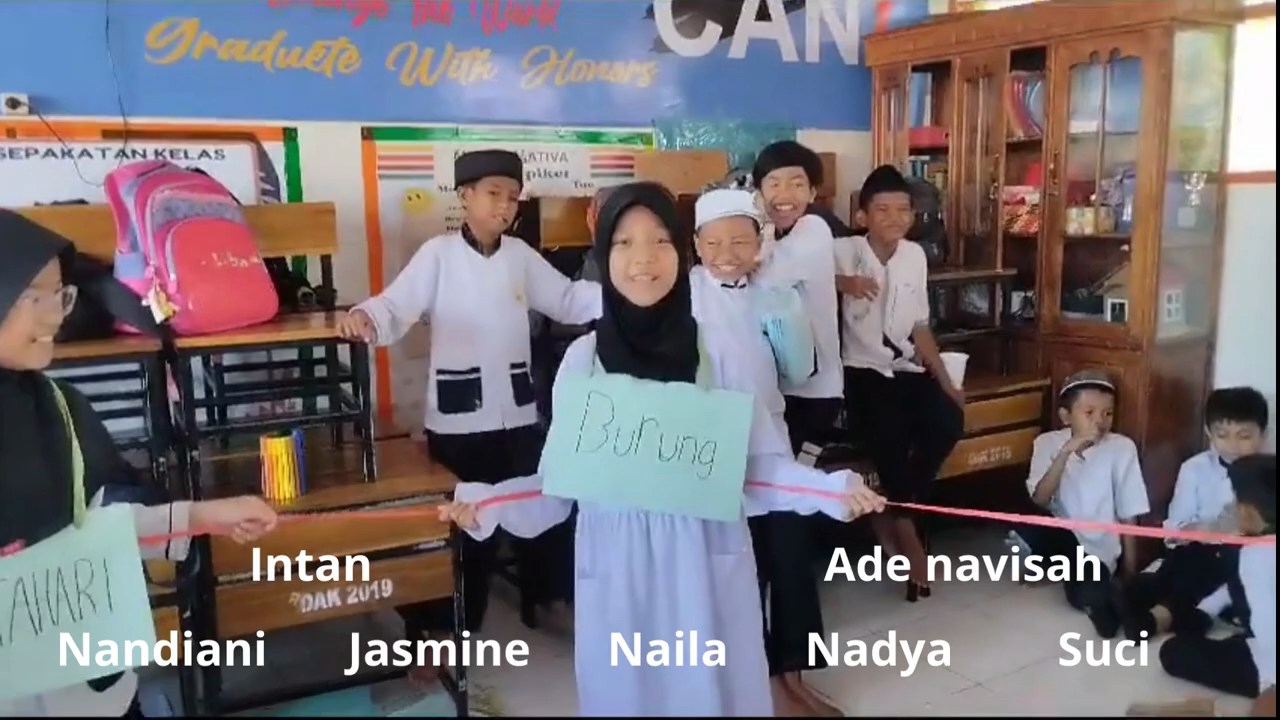 CAN
Graduete With Honors
SEPAKATAN KELAS
Burung
TAHARI
DAK 2019
DAK 2019
Intan
Ade navisah
Nandiani
Jasmine
Naila
Nadya
Suci